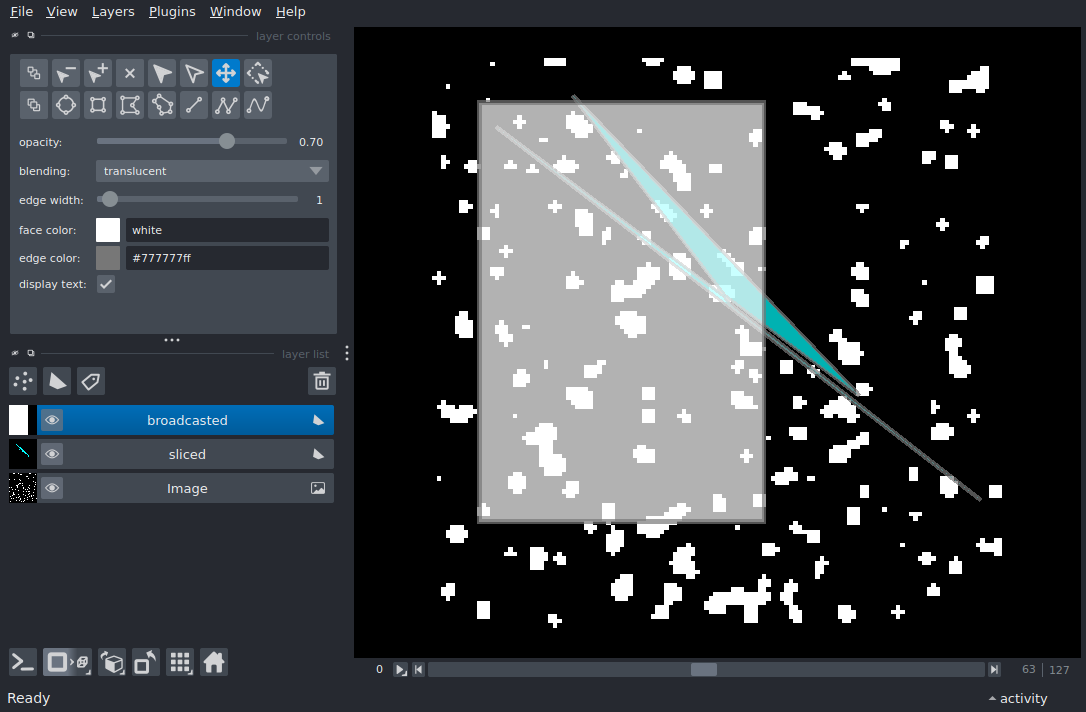 File View Layers Plugins Window Help
layer controls
opacity: 0.70
blending: translucent
edge width: 1
face color: white
edge color: #777777ff
display text:
layer list
broadcasted
sliced
Image
0 63 127
Ready activity